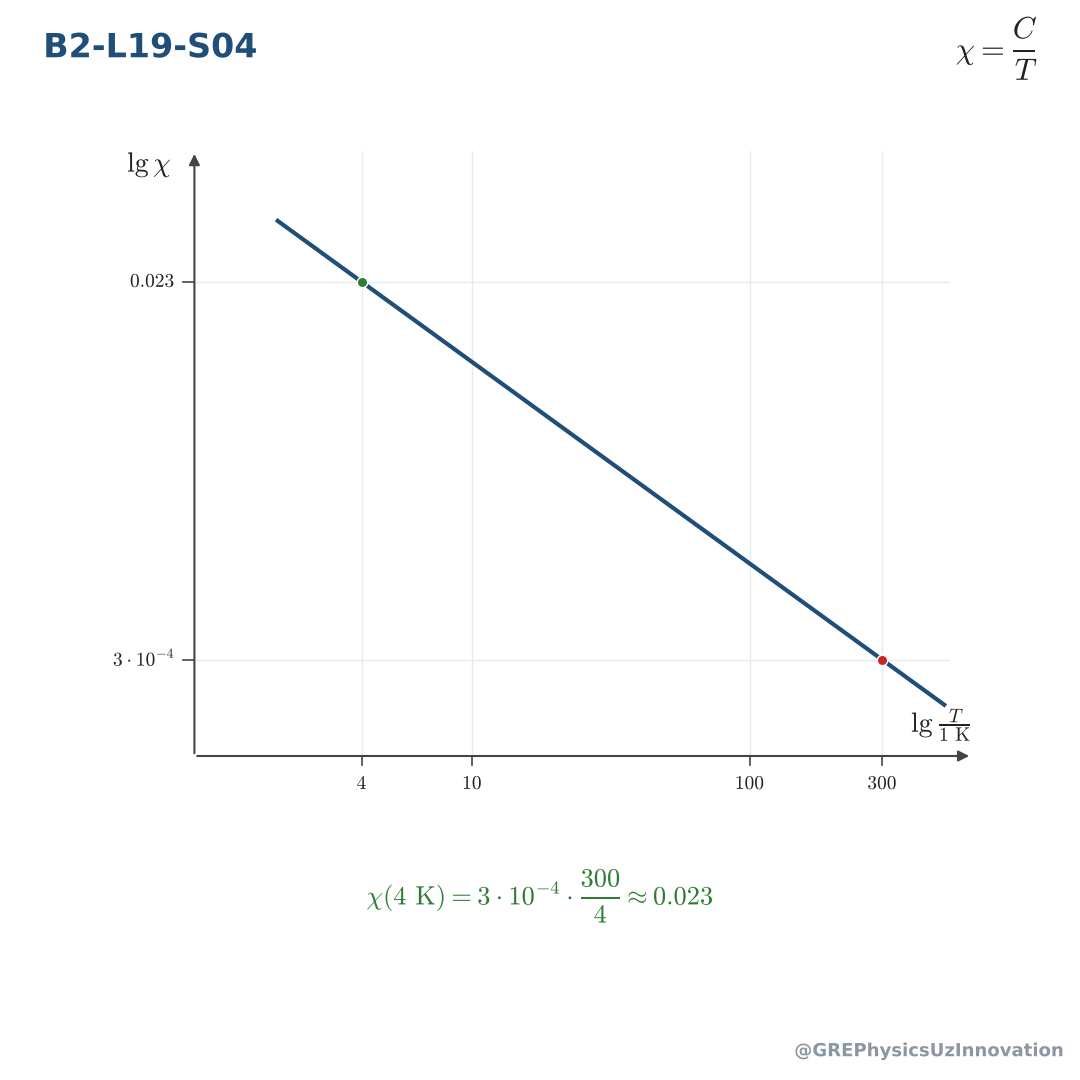 B2-L19-S04
χ = C/T
lg χ
0.023
3 · 10⁻⁴
lg T/1 K
4 10 100 300
χ(4 K) = 3 · 10⁻⁴ · 300/4 ≈ 0.023
@GREPhysicsUzInnovation